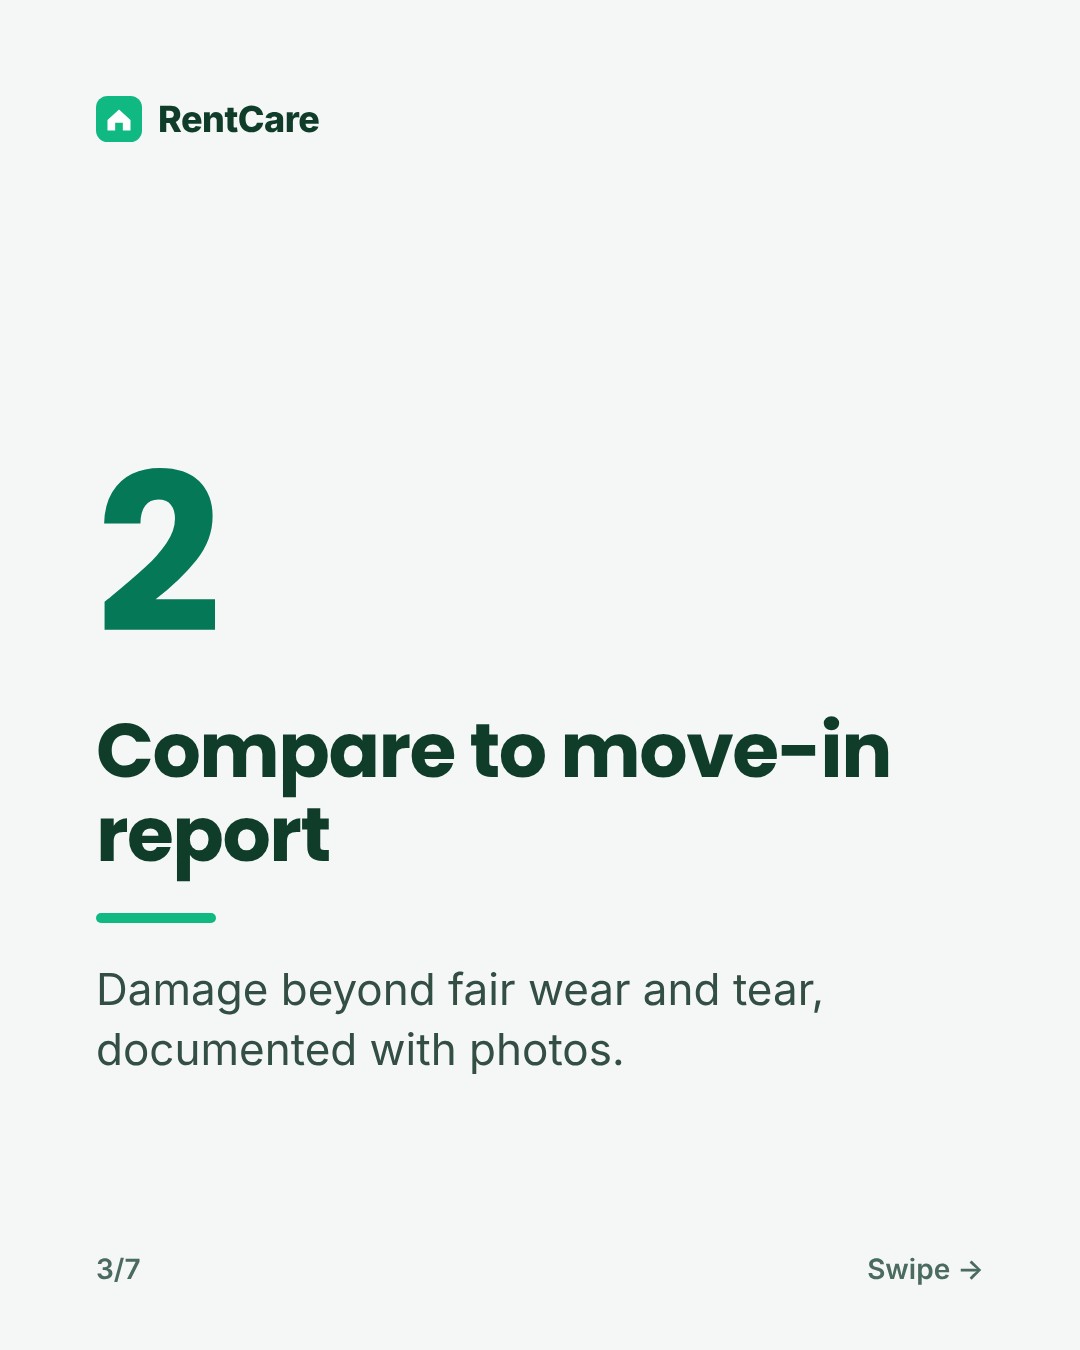 RentCare
2
Compare to move-in
report
Damage beyond fair wear and tear,
documented with photos.
3/7
Swipe →